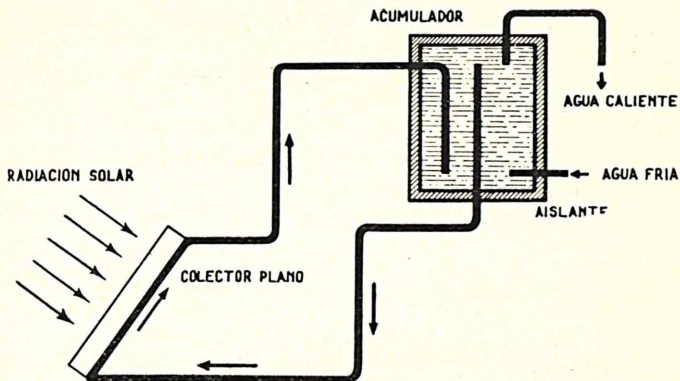 ACUMULADOR
AGUA CALIENTE
RADIACION SOLAR
AGUA FRIA
AISLANTE
COLECTOR PLANO